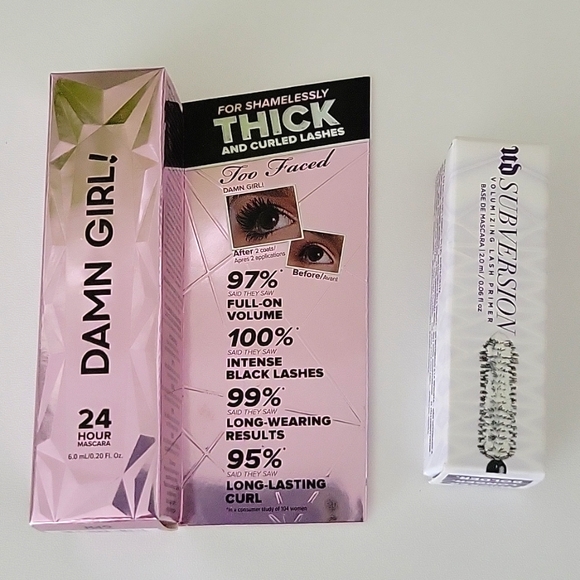 DAMN GIRL!
24
HOUR
MASCARA
6.0 mL/0.20 Fl. Oz.
FOR SHAMELESSLY
THICK
AND CURLED LASHES
Too Faced
DAMN GIRL!
After 2 coats/
Après 2 applications
Before/Avant
97%*
SAID THEY SAW
FULL-ON
VOLUME
100%*
SAID THEY SAW
INTENSE
BLACK LASHES
99%*
SAID THEY SAW
LONG-WEARING
RESULTS
95%*
SAID THEY SAW
LONG-LASTING
CURL
*In a consumer study of 104 women
UD SUBVERSION
VOLUMIZING LASH PRIMER
BASE DE MASCARA | 2.0 ml / 0.06 fl oz